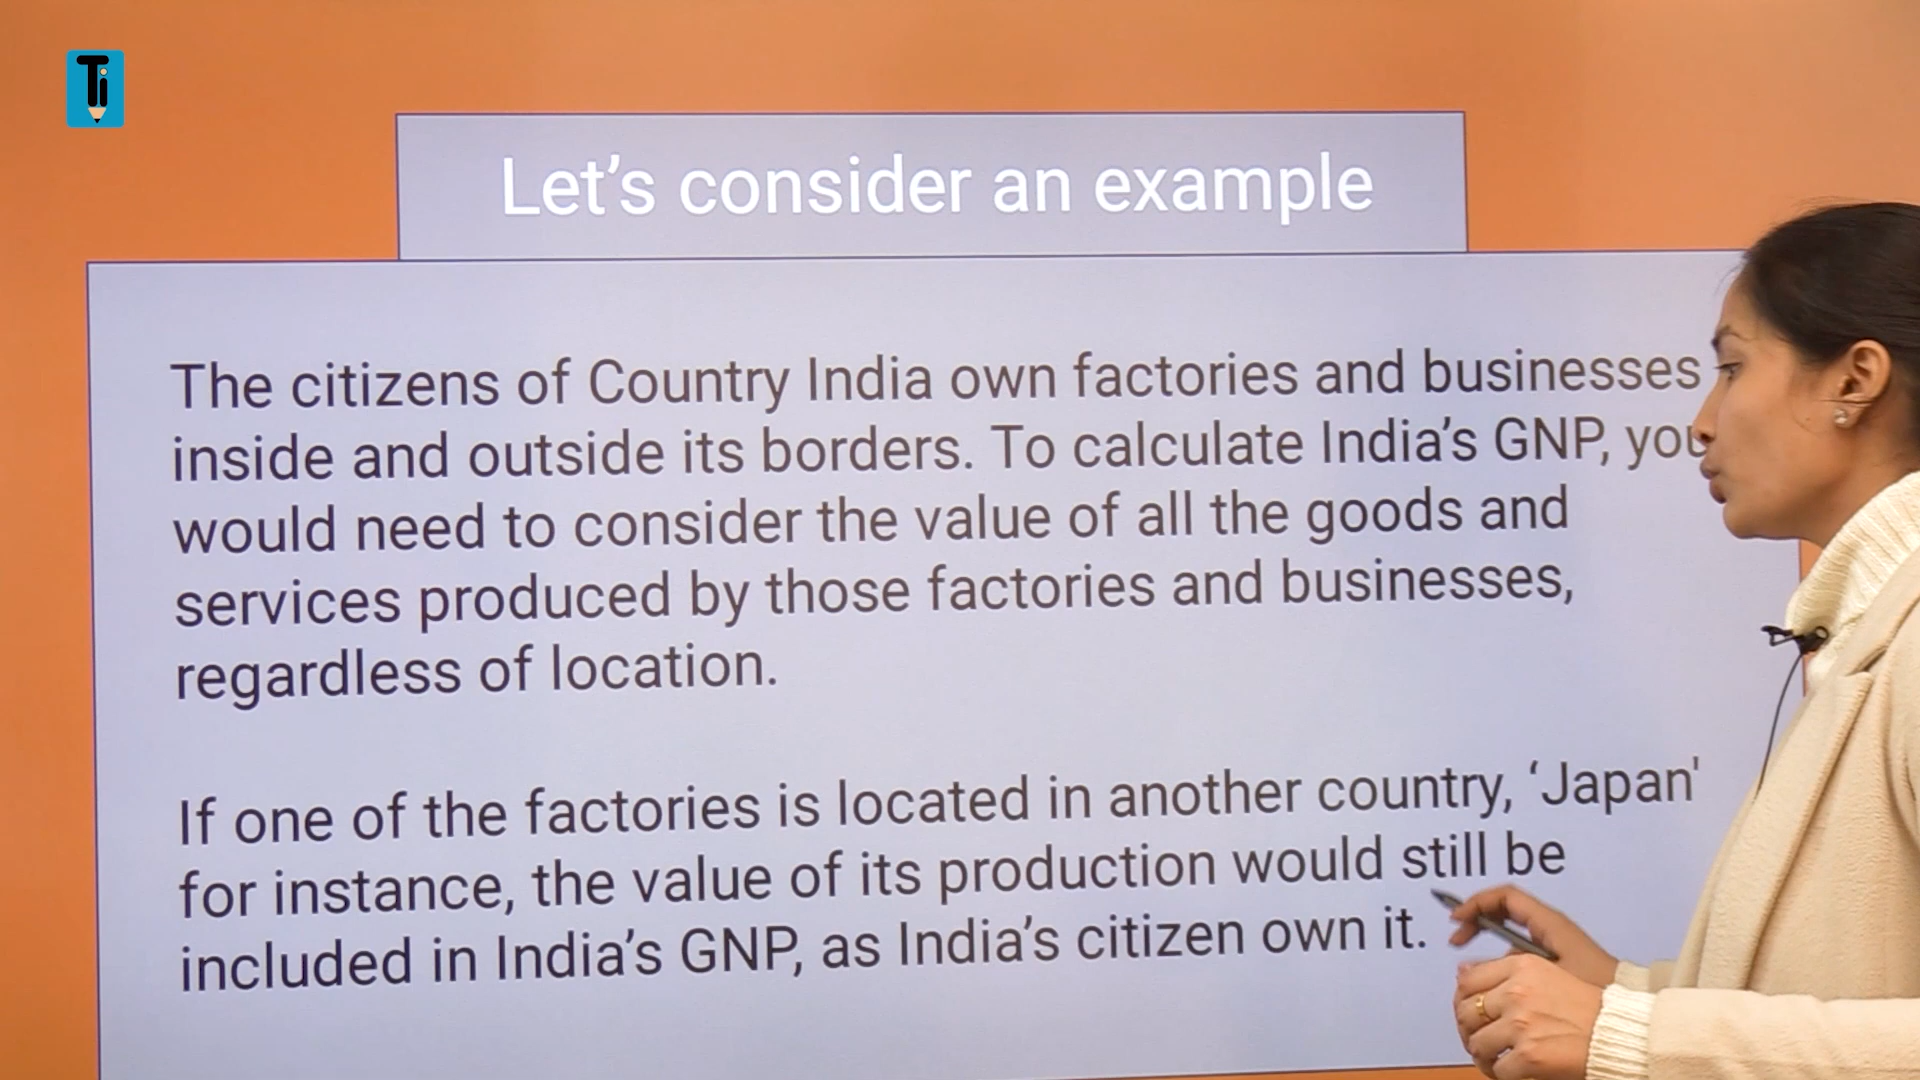 Ti
Let's consider an example
The citizens of Country India own factories and businesses
inside and outside its borders. To calculate India's GNP, you
would need to consider the value of all the goods and
services produced by those factories and businesses,
regardless of location.
If one of the factories is located in another country, ‘Japan'
for instance, the value of its production would still be
included in India's GNP, as India's citizen own it.